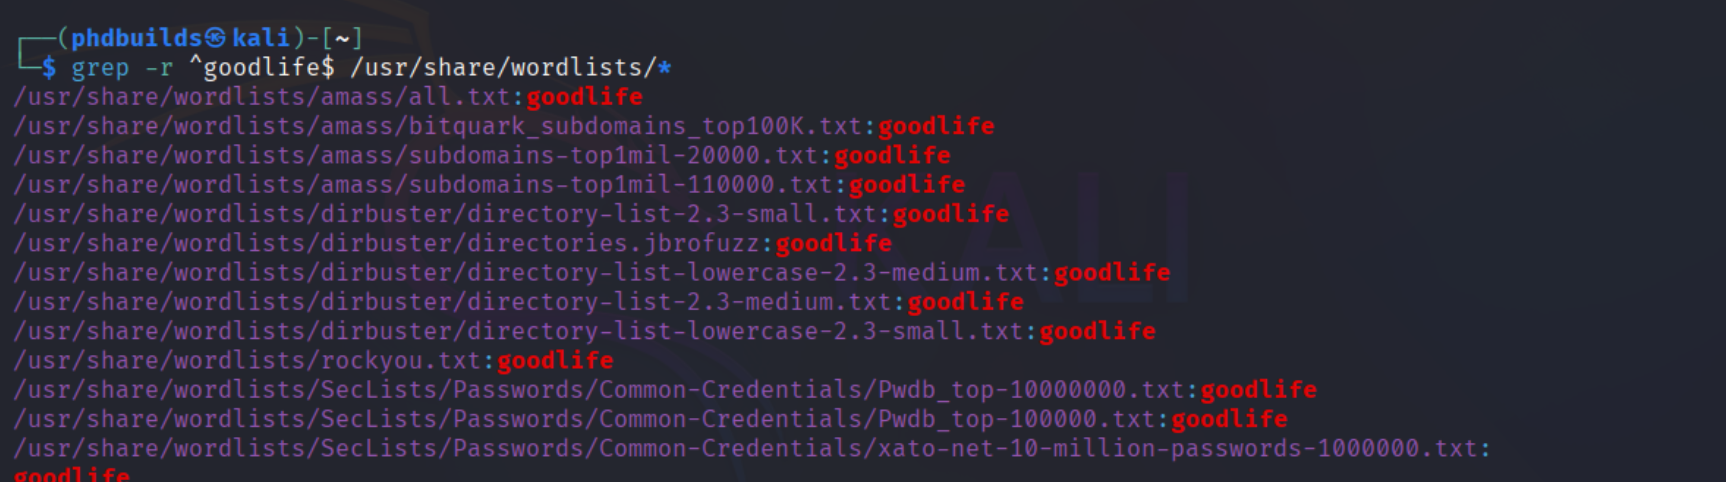 (phdbuilds㉿kali)-[~]
$ grep -r ^goodlife$ /usr/share/wordlists/*
/usr/share/wordlists/amass/all.txt:goodlife
/usr/share/wordlists/amass/bitquark_subdomains_top100K.txt:goodlife
/usr/share/wordlists/amass/subdomains-top1mil-20000.txt:goodlife
/usr/share/wordlists/amass/subdomains-top1mil-110000.txt:goodlife
/usr/share/wordlists/dirbuster/directory-list-2.3-small.txt:goodlife
/usr/share/wordlists/dirbuster/directories.jbrofuzz:goodlife
/usr/share/wordlists/dirbuster/directory-list-lowercase-2.3-medium.txt:goodlife
/usr/share/wordlists/dirbuster/directory-list-2.3-medium.txt:goodlife
/usr/share/wordlists/dirbuster/directory-list-lowercase-2.3-small.txt:goodlife
/usr/share/wordlists/rockyou.txt:goodlife
/usr/share/wordlists/SecLists/Passwords/Common-Credentials/Pwdb_top-10000000.txt:goodlife
/usr/share/wordlists/SecLists/Passwords/Common-Credentials/Pwdb_top-100000.txt:goodlife
/usr/share/wordlists/SecLists/Passwords/Common-Credentials/xato-net-10-million-passwords-1000000.txt:
goodlife
KALI